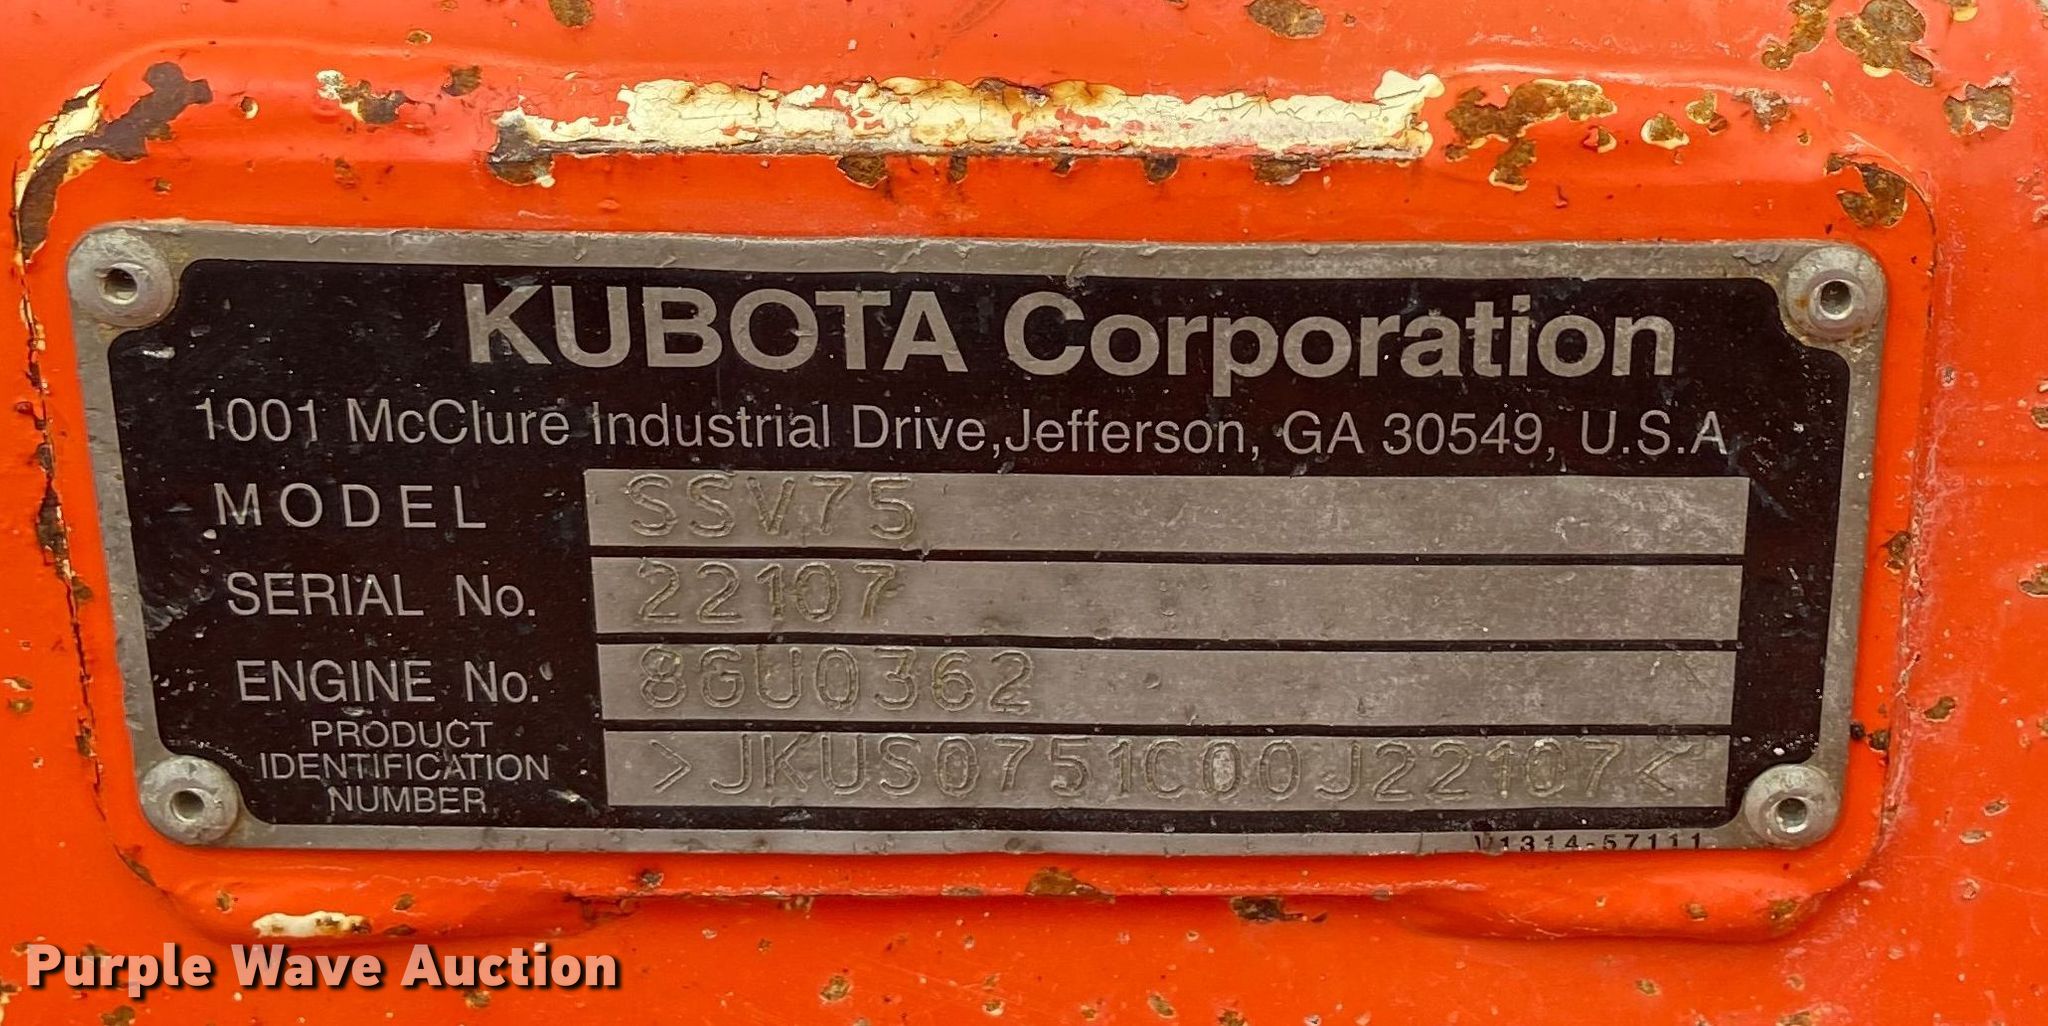 KUBOTA Corporation
1001 McClure Industrial Drive, Jefferson, GA 30549, U.S.A
MODEL SSV75
SERIAL No. 22107
ENGINE No. 8GU0362
PRODUCT
IDENTIFICATION
NUMBER >JKUS0751C00J22107<
V1314-57111
Purple Wave Auction